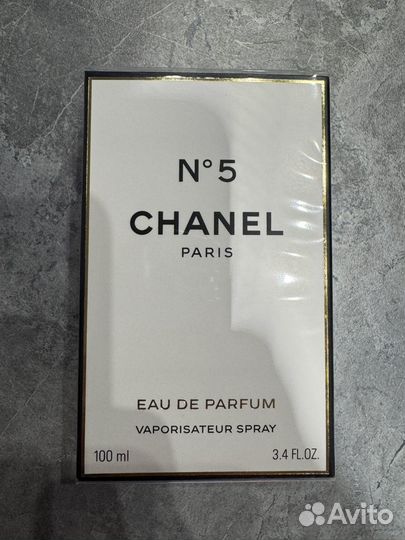 N°5
CHANEL
PARIS
EAU DE PARFUM
VAPORISATEUR SPRAY
100 ml 3.4 FL.OZ.
Avito